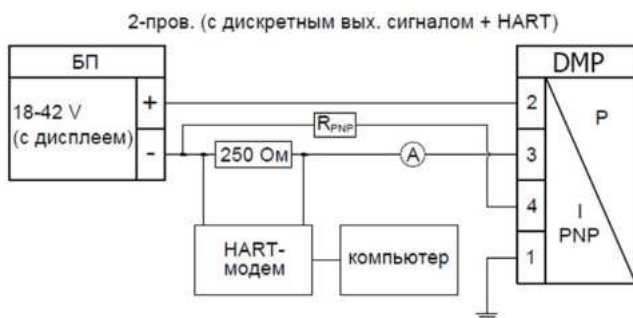 2-пров. (с дискретным вых. сигналом + HART)
БП
DMP
18-42 V
(с дисплеем)
+
-
2
3
4
1
R_PNP
250 Ом
A
P
I
PNP
HART-
модем
компьютер